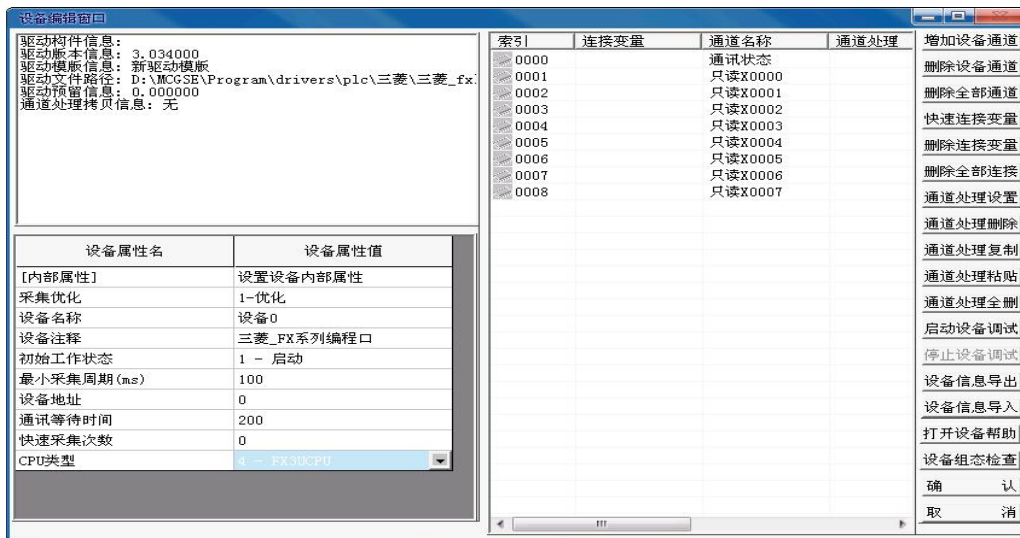 设备编辑窗口
驱动构件信息:
驱动版本信息: 3.034000
驱动模版信息: 新驱动模版
驱动文件路径: D:\MCGSE\Program\drivers\plc\三菱\三菱_fx
驱动预留信息: 0.000000
通道处理拷贝信息: 无
设备属性名 设备属性值
[内部属性] 设置设备内部属性
采集优化 1-优化
设备名称 设备0
设备注释 三菱_FX系列编程口
初始工作状态 1 - 启动
最小采集周期(ms) 100
设备地址 0
通讯等待时间 200
快速采集次数 0
CPU类型 4 - FX3UCPU
索引 连接变量 通道名称 通道处理
0000 通讯状态
0001 只读X0000
0002 只读X0001
0003 只读X0002
0004 只读X0003
0005 只读X0004
0006 只读X0005
0007 只读X0006
0008 只读X0007
增加设备通道
删除设备通道
删除全部通道
快速连接变量
删除连接变量
删除全部连接
通道处理设置
通道处理删除
通道处理复制
通道处理粘贴
通道处理全删
启动设备调试
停止设备调试
设备信息导出
设备信息导入
打开设备帮助
设备组态检查
确 认
取 消